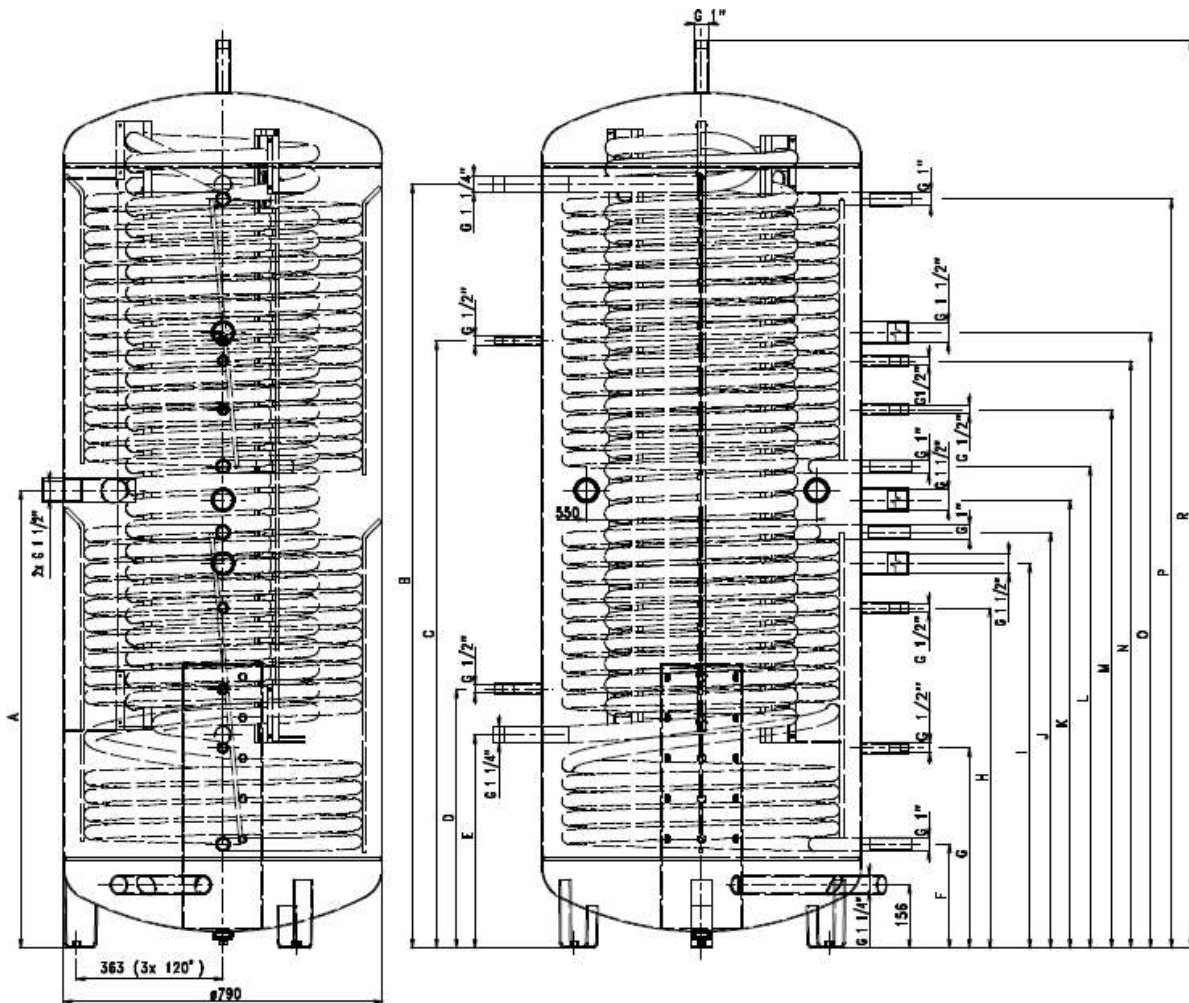 G 1"
G 1 1/4"
G 1"
G 1/2"
G 1 1/2"
G1/2"
G 1/2"
G 1"
G 1 1/2"
550
2x G 1 1/2"
G 1"
G 1 1/2"
G 1/2"
G 1/2"
G 1/2"
G 1 1/4"
G 1"
G 1 1/4"
156
A
B
C
D
E
F
G
H
I
J
K
L
M
N
O
P
R
363 (3x 120°)
ø790